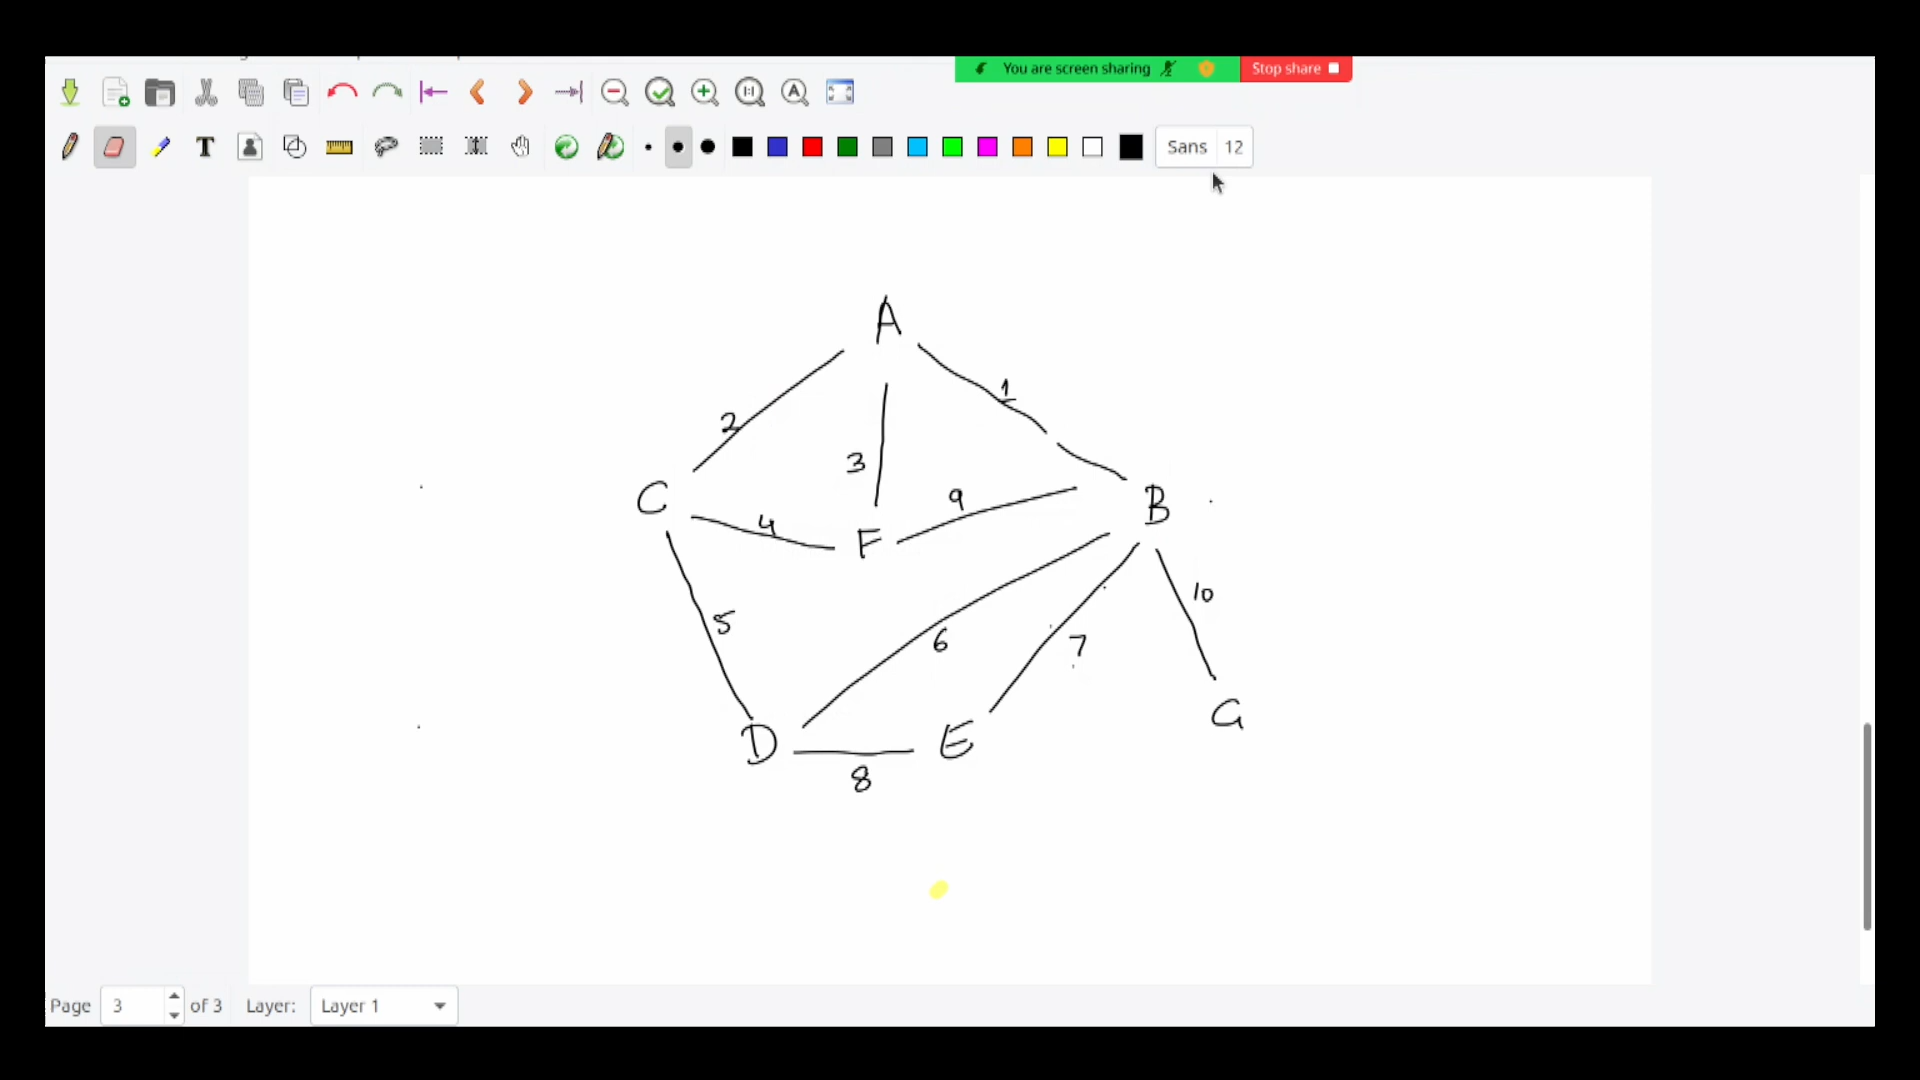 You are screen sharing
Stop share
T
A
Sans 12
A
1
2
3
C
9
B
4
F
10
5
6
7
G
D
E
8
Page 3 of 3 Layer: Layer 1